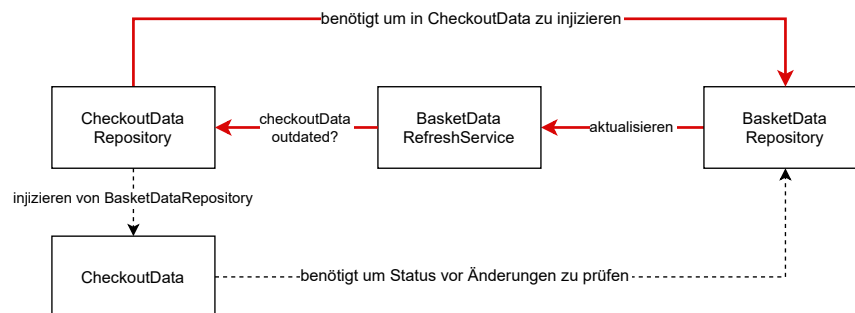 benötigt um in CheckoutData zu injizieren
CheckoutData
Repository
checkoutData
outdated?
BasketData
RefreshService
aktualisieren
BasketData
Repository
injizieren von BasketDataRepository
CheckoutData
benötigt um Status vor Änderungen zu prüfen